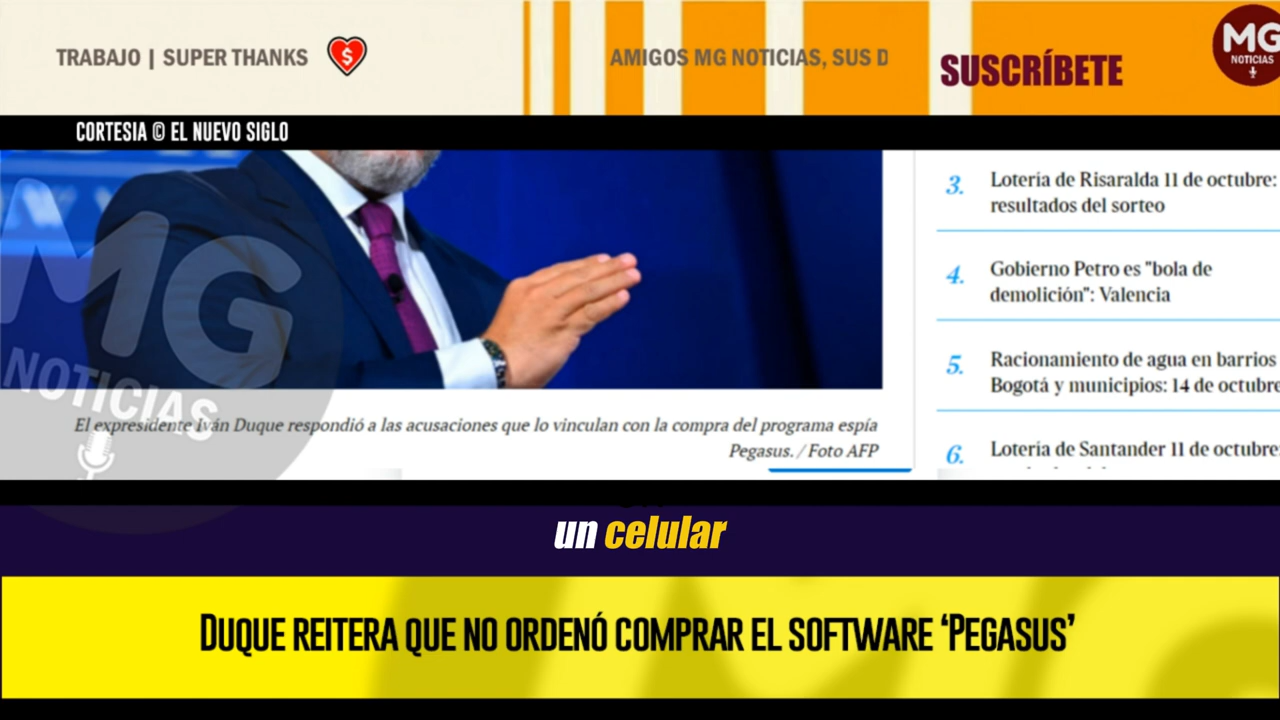 TRABAJO | SUPER THANKS
$
AMIGOS MG NOTICIAS, SUS D
SUSCRÍBETE
MG
NOTICIAS
CORTESIA © EL NUEVO SIGLO
MG
NOTICIAS
El expresidente Iván Duque respondió a las acusaciones que lo vinculan con la compra del programa espía
Pegasus. / Foto AFP
3. Lotería de Risaralda 11 de octubre:
resultados del sorteo
4. Gobierno Petro es "bola de
demolición": Valencia
5. Racionamiento de agua en barrios
Bogotá y municipios: 14 de octubre
6. Lotería de Santander 11 de octubre:
un celular
DUQUE REITERA QUE NO ORDENÓ COMPRAR EL SOFTWARE ‘PEGASUS’